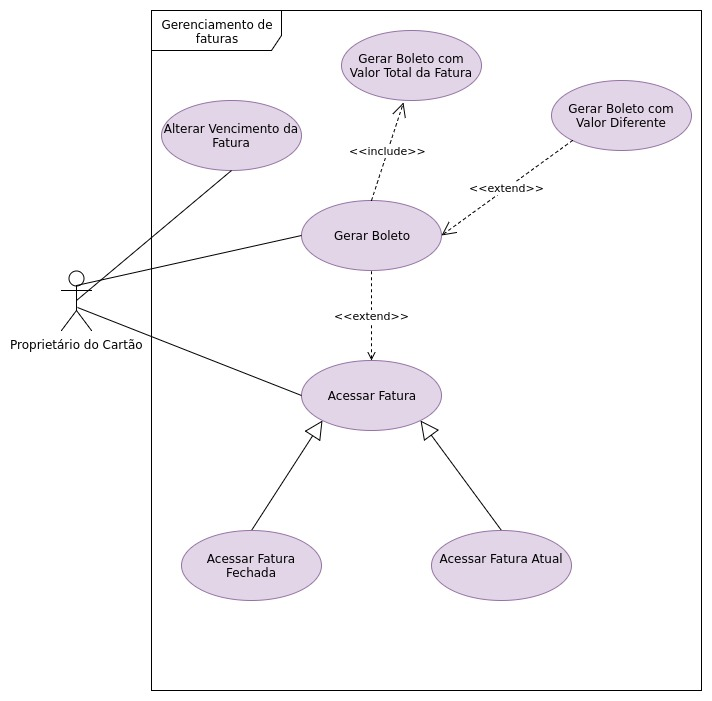 Gerenciamento de
faturas
Gerar Boleto com
Valor Total da Fatura
Gerar Boleto com
Valor Diferente
Alterar Vencimento da
Fatura
<<include>>
<<extend>>
Gerar Boleto
<<extend>>
Proprietário do Cartão
Acessar Fatura
Acessar Fatura
Fechada
Acessar Fatura Atual